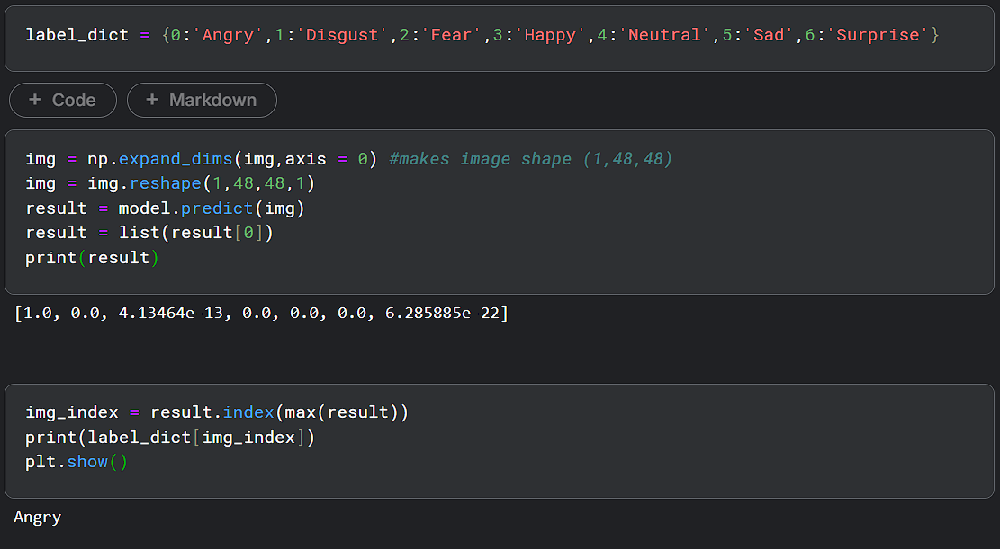 label_dict = {0:'Angry',1:'Disgust',2:'Fear',3:'Happy',4:'Neutral',5:'Sad',6:'Surprise'}
+ Code + Markdown
img = np.expand_dims(img,axis = 0) #makes image shape (1,48,48)
img = img.reshape(1,48,48,1)
result = model.predict(img)
result = list(result[0])
print(result)
[1.0, 0.0, 4.13464e-13, 0.0, 0.0, 0.0, 6.285885e-22]
img_index = result.index(max(result))
print(label_dict[img_index])
plt.show()
Angry